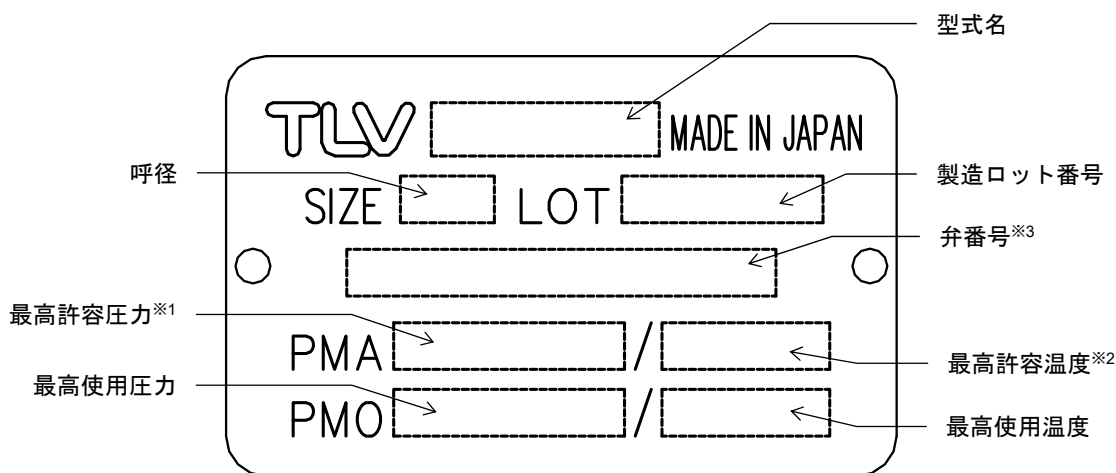 型式名
TLV MADE IN JAPAN
呼径
製造ロット番号
SIZE LOT
弁番号※3
最高許容圧力※1
PMA /
最高許容温度※2
最高使用圧力
PMO /
最高使用温度